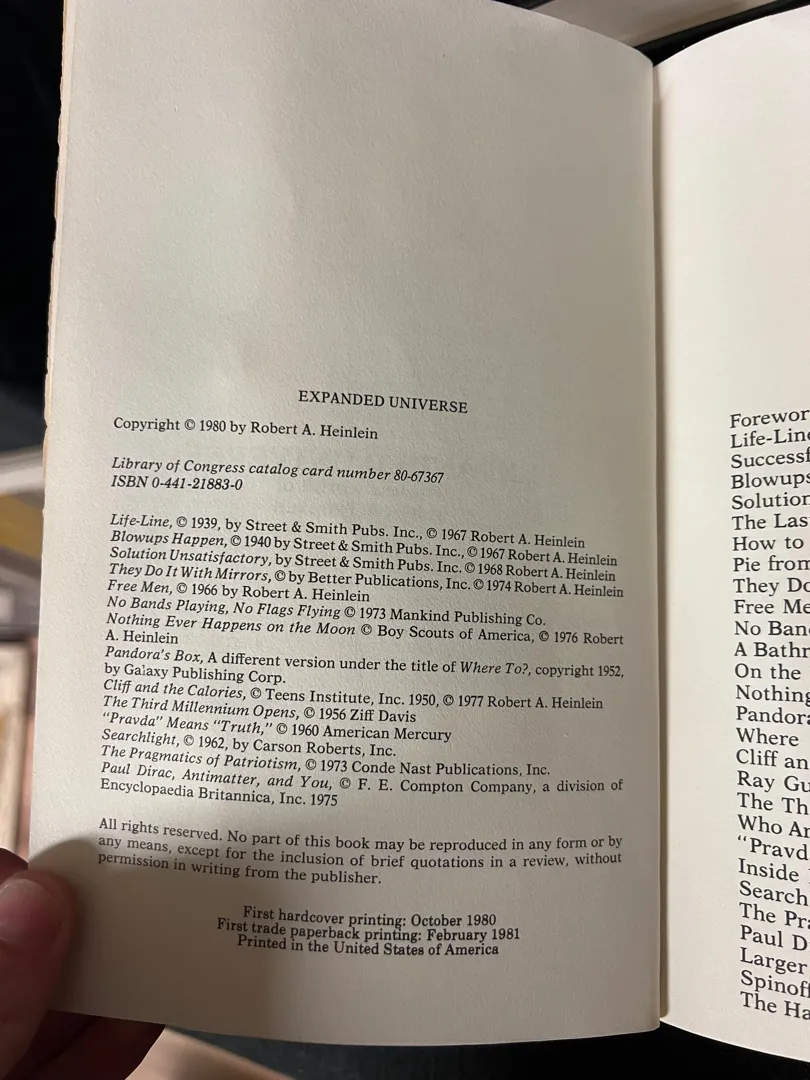 EXPANDED UNIVERSE
Copyright © 1980 by Robert A. Heinlein
Library of Congress catalog card number 80-67367
ISBN 0-441-21883-0
Life-Line, © 1939, by Street & Smith Pubs. Inc., © 1967 Robert A. Heinlein
Blowups Happen, © 1940 by Street & Smith Pubs. Inc., © 1967 Robert A. Heinlein
Solution Unsatisfactory, by Street & Smith Pubs. Inc. © 1968 Robert A. Heinlein
They Do It With Mirrors, © by Better Publications, Inc. © 1974 Robert A. Heinlein
Free Men, © 1966 by Robert A. Heinlein
No Bands Playing, No Flags Flying © 1973 Mankind Publishing Co.
Nothing Ever Happens on the Moon © Boy Scouts of America, © 1976 Robert
A. Heinlein
Pandora's Box, A different version under the title of Where To?, copyright 1952,
by Galaxy Publishing Corp.
Cliff and the Calories, © Teens Institute, Inc. 1950, © 1977 Robert A. Heinlein
The Third Millennium Opens, © 1956 Ziff Davis
"Pravda" Means "Truth," © 1960 American Mercury
Searchlight, © 1962, by Carson Roberts, Inc.
The Pragmatics of Patriotism, © 1973 Conde Nast Publications, Inc.
Paul Dirac, Antimatter, and You, © F. E. Compton Company, a division of
Encyclopaedia Britannica, Inc. 1975
All rights reserved. No part of this book may be reproduced in any form or by
any means, except for the inclusion of brief quotations in a review, without
permission in writing from the publisher.
First hardcover printing: October 1980
First trade paperback printing: February 1981
Printed in the United States of America
Forewor
Life-Line
Successf
Blowups
Solution
The Las
How to
Pie from
They Do
Free Me
No Ban
A Bathr
On the
Nothing
Pandora
Where
Cliff an
Ray Gu
The Th
Who Ar
"Pravd
Inside
Search
The Pra
Paul D
Larger
Spinoff
The Ha